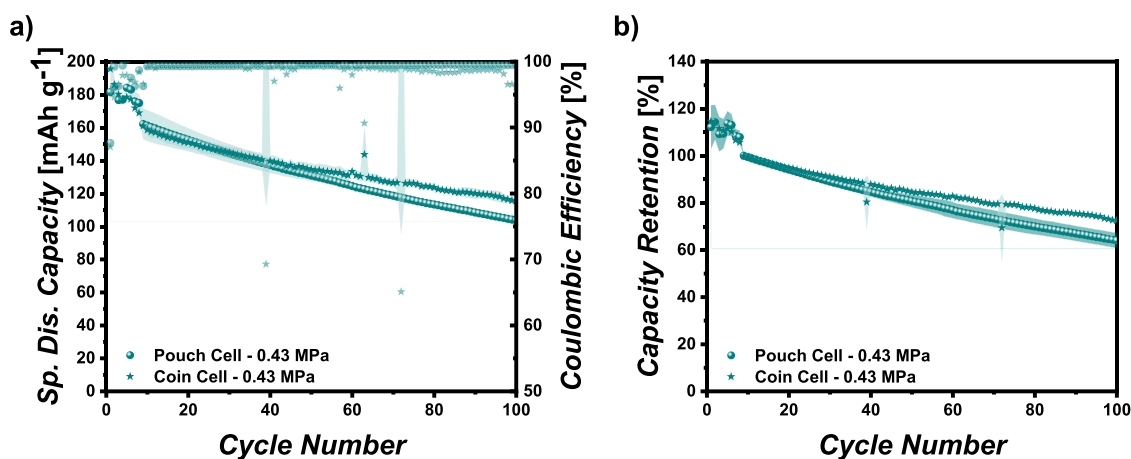 a)
Sp. Dis. Capacity [mAh g-1]
200
180
160
140
120
100
80
60
40
20
0
Pouch Cell - 0.43 MPa
Coin Cell - 0.43 MPa
0 20 40 60 80 100
Cycle Number
100
90
80
70
60
50
Coulombic Efficiency [%]
b)
Capacity Retention [%]
140
120
100
80
60
40
20
0
Pouch Cell - 0.43 MPa
Coin Cell - 0.43 MPa
0 20 40 60 80 100
Cycle Number